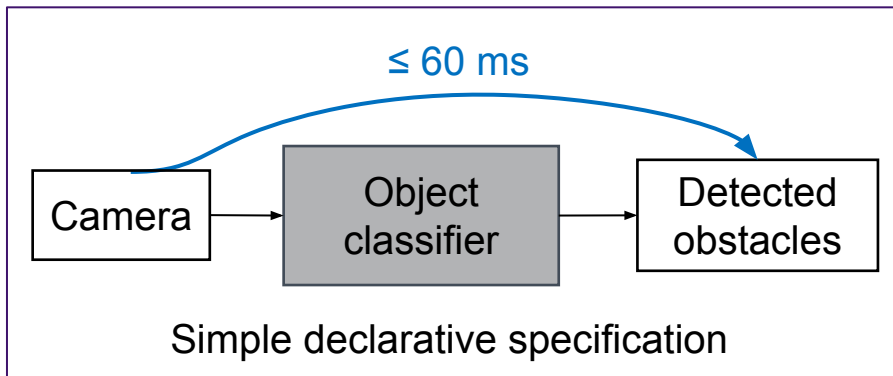 ≤ 60 ms
Camera
Object
classifier
Detected
obstacles
Simple declarative specification